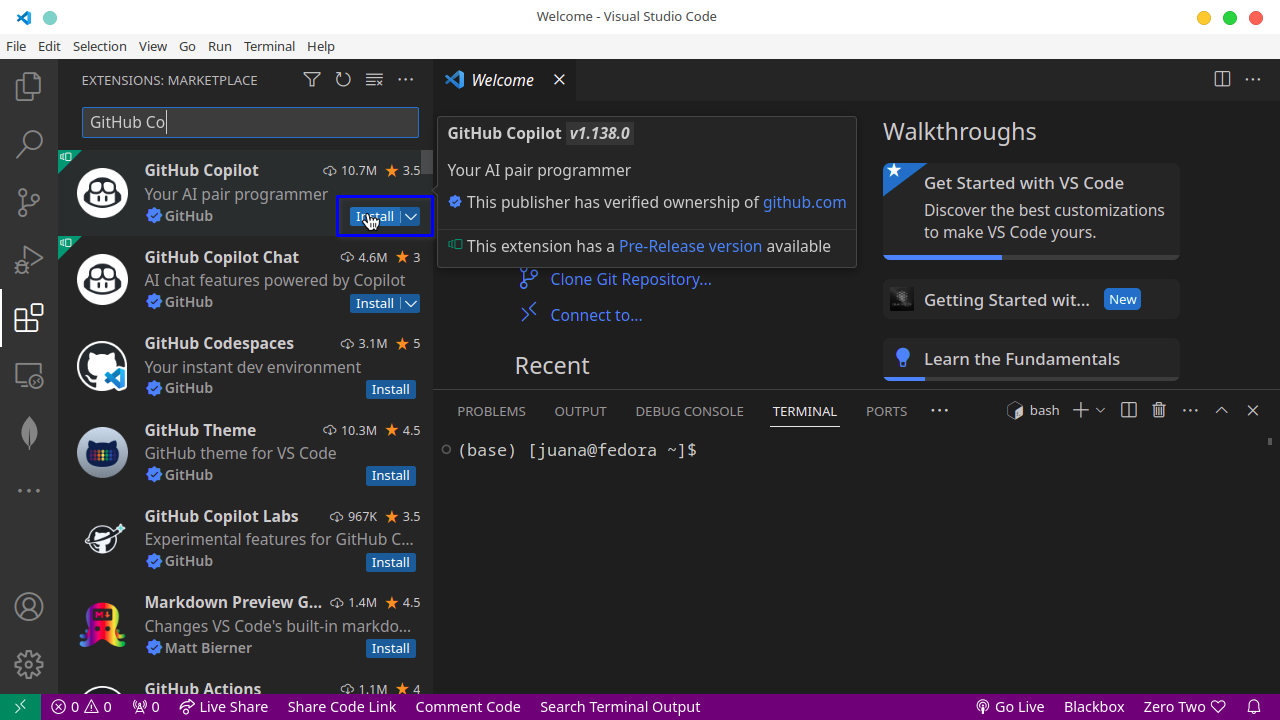 Welcome - Visual Studio Code
File Edit Selection View Go Run Terminal Help
EXTENSIONS: MARKETPLACE
GitHub Co
GitHub Copilot 10.7M 3.5
Your AI pair programmer
GitHub Install
GitHub Copilot Chat 4.6M 3
AI chat features powered by Copilot
GitHub Install
GitHub Codespaces 3.1M 5
Your instant dev environment
GitHub Install
GitHub Theme 10.3M 4.5
GitHub theme for VS Code
GitHub Install
GitHub Copilot Labs 967K 3.5
Experimental features for GitHub C...
GitHub Install
Markdown Preview G... 1.4M 4.5
Changes VS Code's built-in markdo...
Matt Bierner Install
GitHub Actions 1.1M 4
Welcome
GitHub Copilot v1.138.0
Your AI pair programmer
This publisher has verified ownership of github.com
This extension has a Pre-Release version available
Clone Git Repository...
Connect to...
Recent
Walkthroughs
Get Started with VS Code
Discover the best customizations
to make VS Code yours.
Getting Started wit... New
Learn the Fundamentals
PROBLEMS OUTPUT DEBUG CONSOLE TERMINAL PORTS bash
(base) [juana@fedora ~]$
0 0 0 Live Share Share Code Link Comment Code Search Terminal Output Go Live Blackbox Zero Two